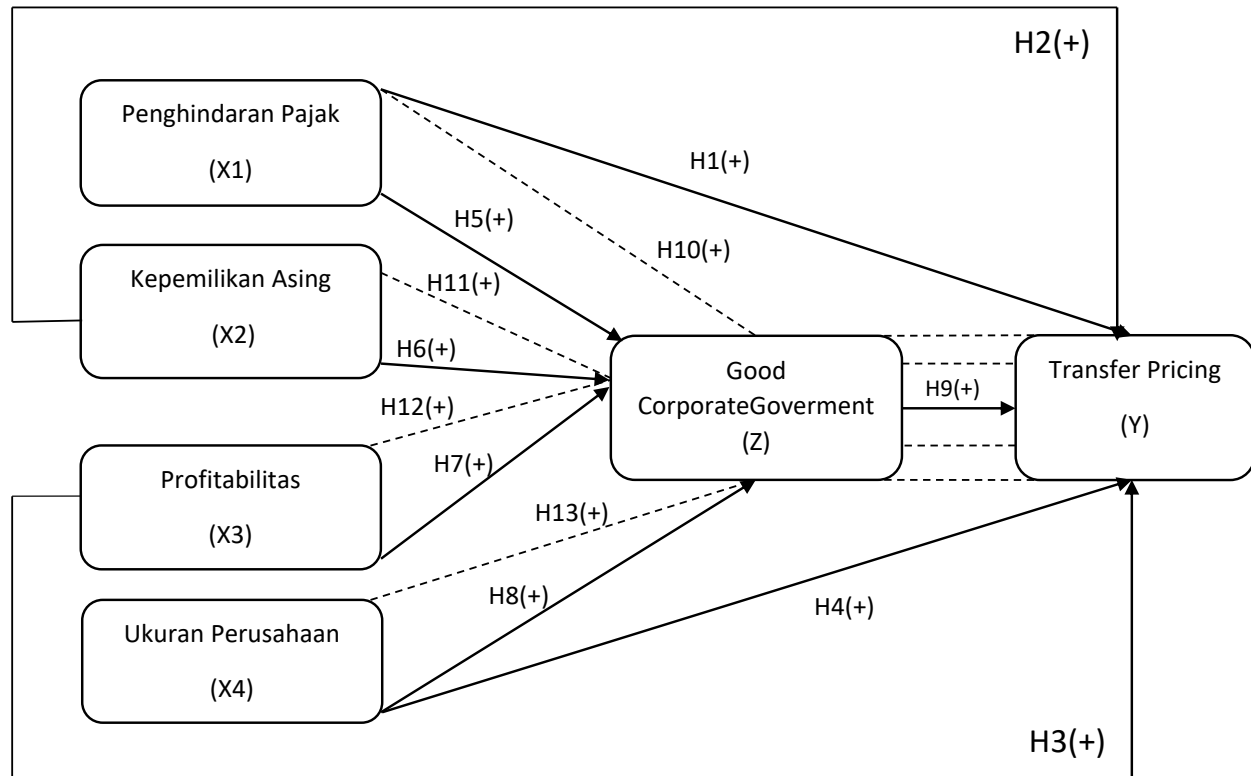 H2(+)
Penghindaran Pajak
(X1)
H1(+)
H5(+)
H10(+)
Kepemilikan Asing
(X2)
H11(+)
H6(+)
Good
CorporateGoverment
(Z)
H9(+)
Transfer Pricing
(Y)
H12(+)
H7(+)
Profitabilitas
(X3)
H13(+)
H8(+)
H4(+)
Ukuran Perusahaan
(X4)
H3(+)